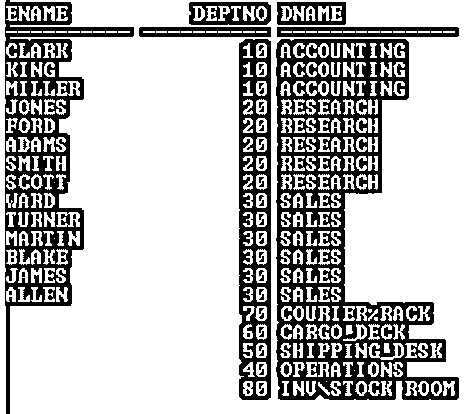 ENAME DEPTNO DNAME
CLARK 10 ACCOUNTING
KING 10 ACCOUNTING
MILLER 10 ACCOUNTING
JONES 20 RESEARCH
FORD 20 RESEARCH
ADAMS 20 RESEARCH
SMITH 20 RESEARCH
SCOTT 20 RESEARCH
WARD 30 SALES
TURNER 30 SALES
MARTIN 30 SALES
BLAKE 30 SALES
JAMES 30 SALES
ALLEN 30 SALES
70 COURIER%RACK
60 CARGO_DECK
50 SHIPPING_DESK
40 OPERATIONS
80 INV\STOCK ROOM